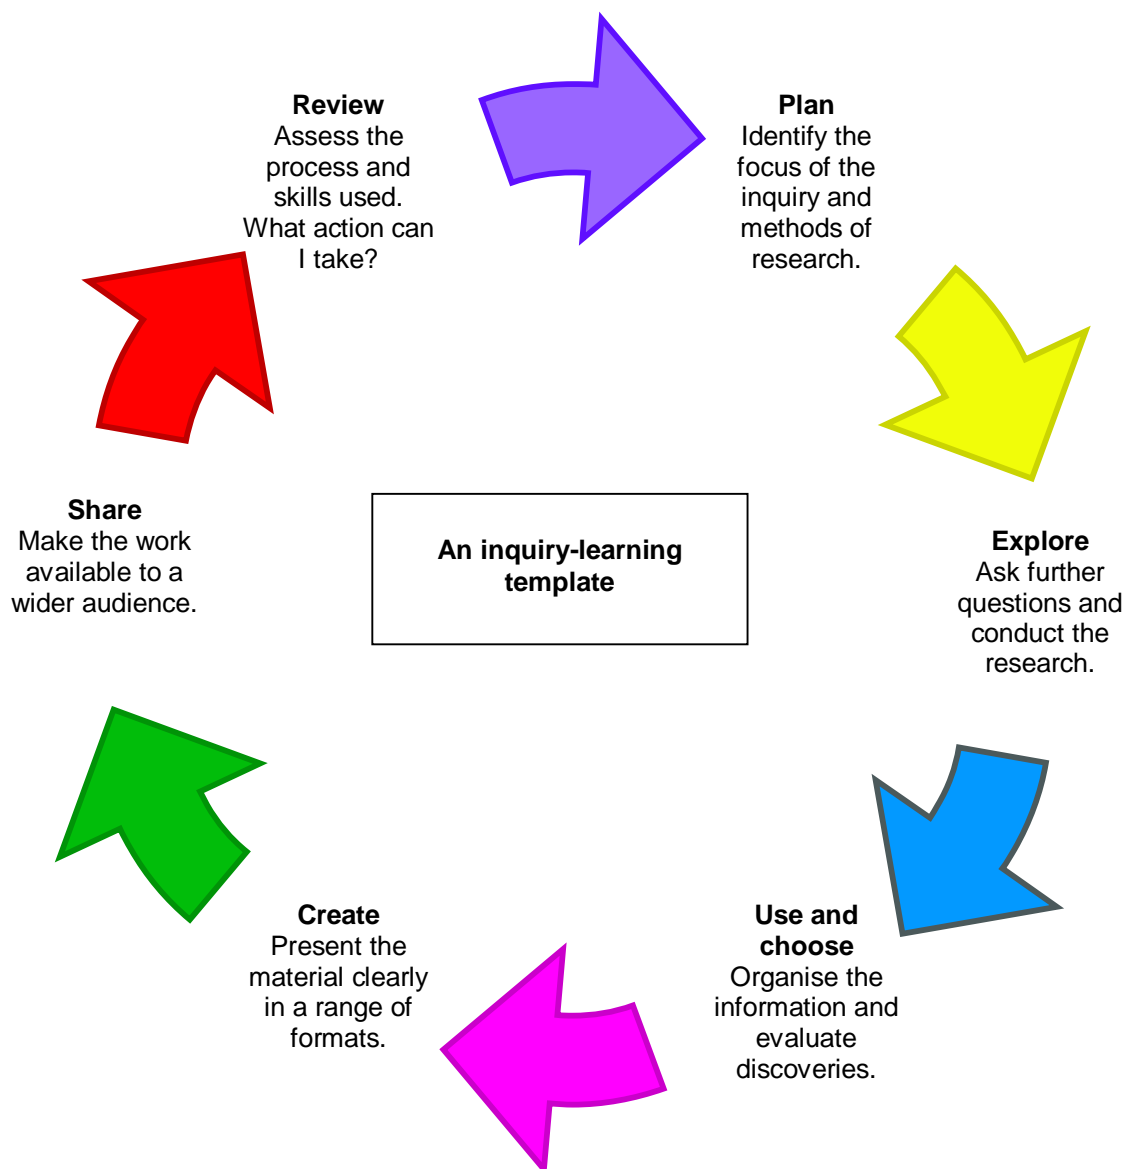 Review
Assess the
process and
skills used.
What action can
I take?
Plan
Identify the
focus of the
inquiry and
methods of
research.
Share
Make the work
available to a
wider audience.
An inquiry-learning
template
Explore
Ask further
questions and
conduct the
research.
Create
Present the
material clearly
in a range of
formats.
Use and
choose
Organise the
information and
evaluate
discoveries.